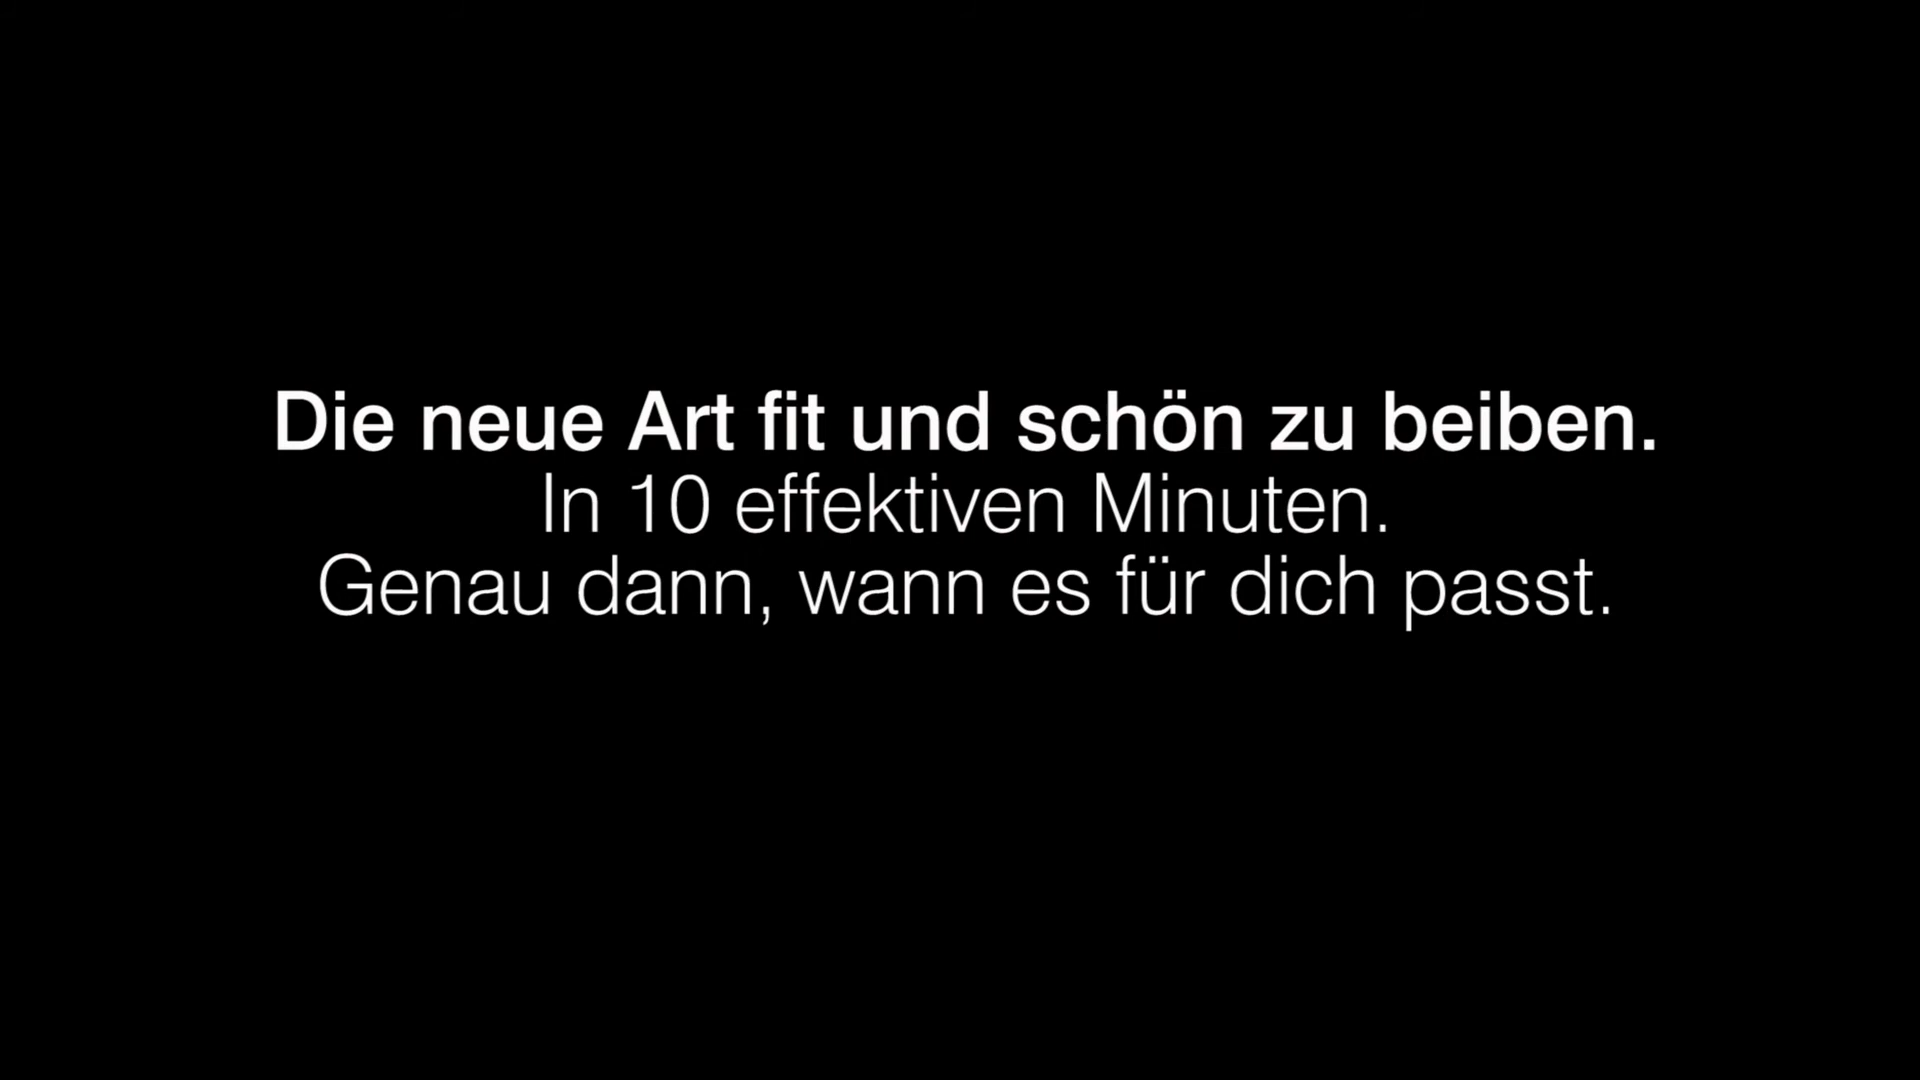 Die neue Art fit und schön zu beiben.
In 10 effektiven Minuten.
Genau dann, wann es für dich passt.